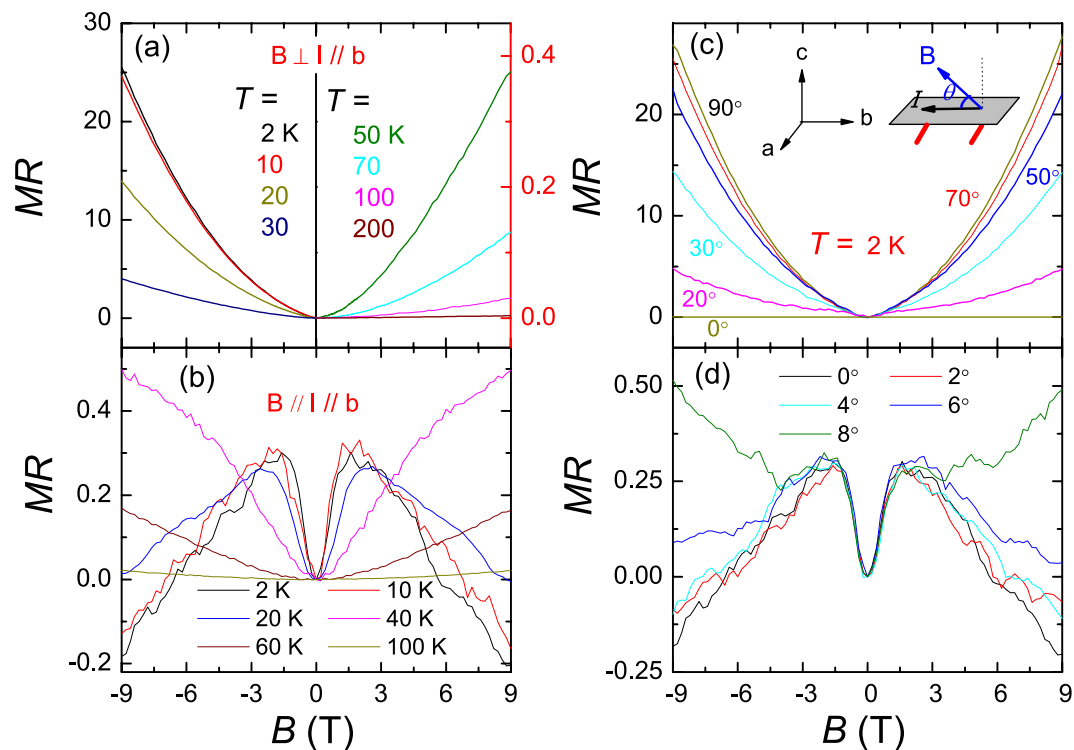 (a)
B ⊥ I // b
T =
2 K
10
20
30
T =
50 K
70
100
200
MR
30
20
10
0
0.4
0.2
0.0
(b)
B // I // b
MR
0.4
0.2
0.0
-0.2
2 K
10 K
20 K
40 K
60 K
100 K
-9
-6
-3
0
3
6
9
B (T)
(c)
c
b
a
B
θ
I
MR
20
10
0
90°
70°
50°
30°
20°
0°
T = 2 K
(d)
0°
2°
4°
6°
8°
MR
0.50
0.25
0.00
-0.25
-9
-6
-3
0
3
6
9
B (T)